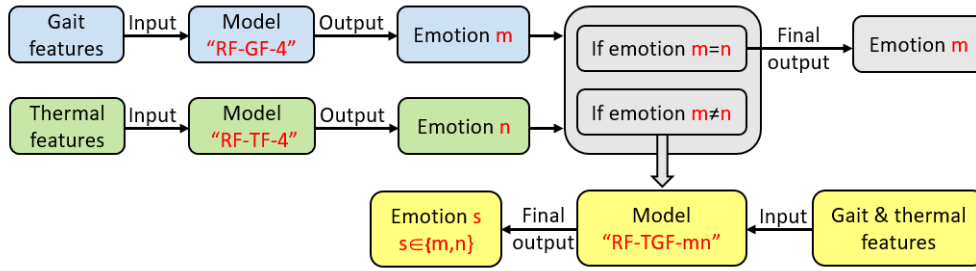 Gait
features
Input
Model
“RF-GF-4”
Output
Emotion m
If emotion m=n
Final
output
Emotion m
Thermal
features
Input
Model
“RF-TF-4”
Output
Emotion n
If emotion m≠n
Emotion s
s∈{m,n}
Final
output
Model
“RF-TGF-mn”
Input
Gait & thermal
features